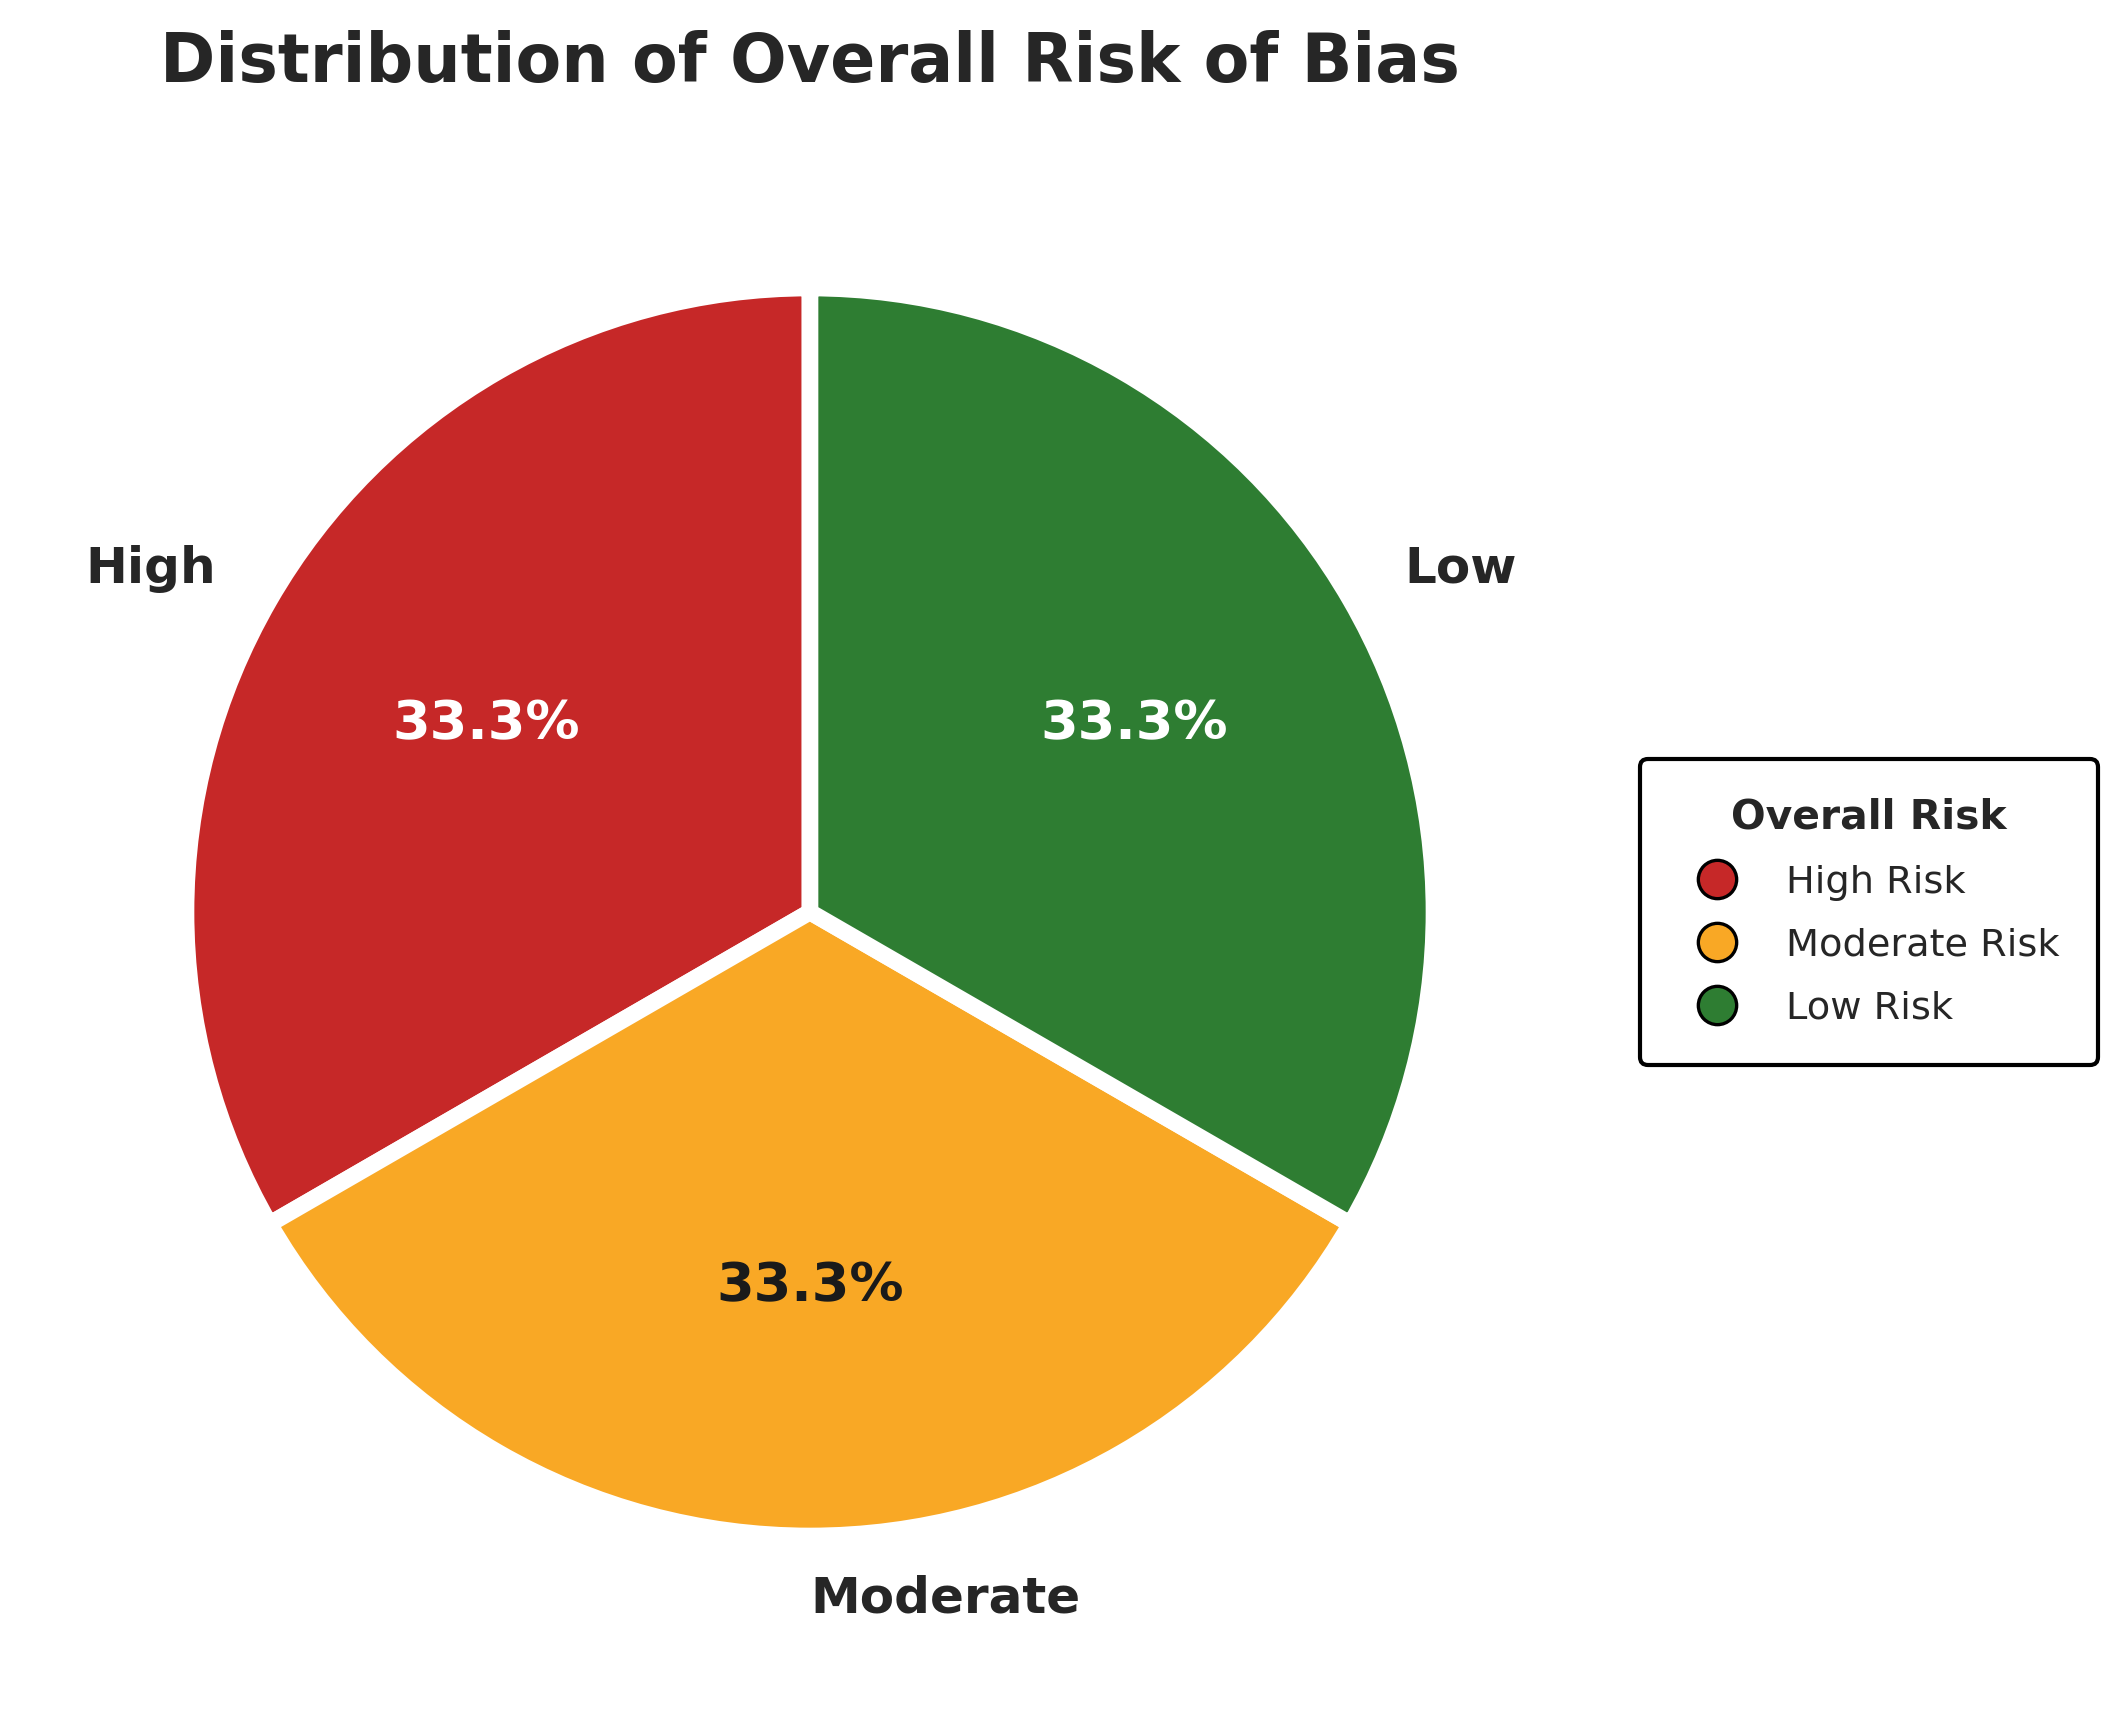 Distribution of Overall Risk of Bias
High
Low
33.3%
33.3%
Overall Risk
High Risk
Moderate Risk
Low Risk
33.3%
Moderate